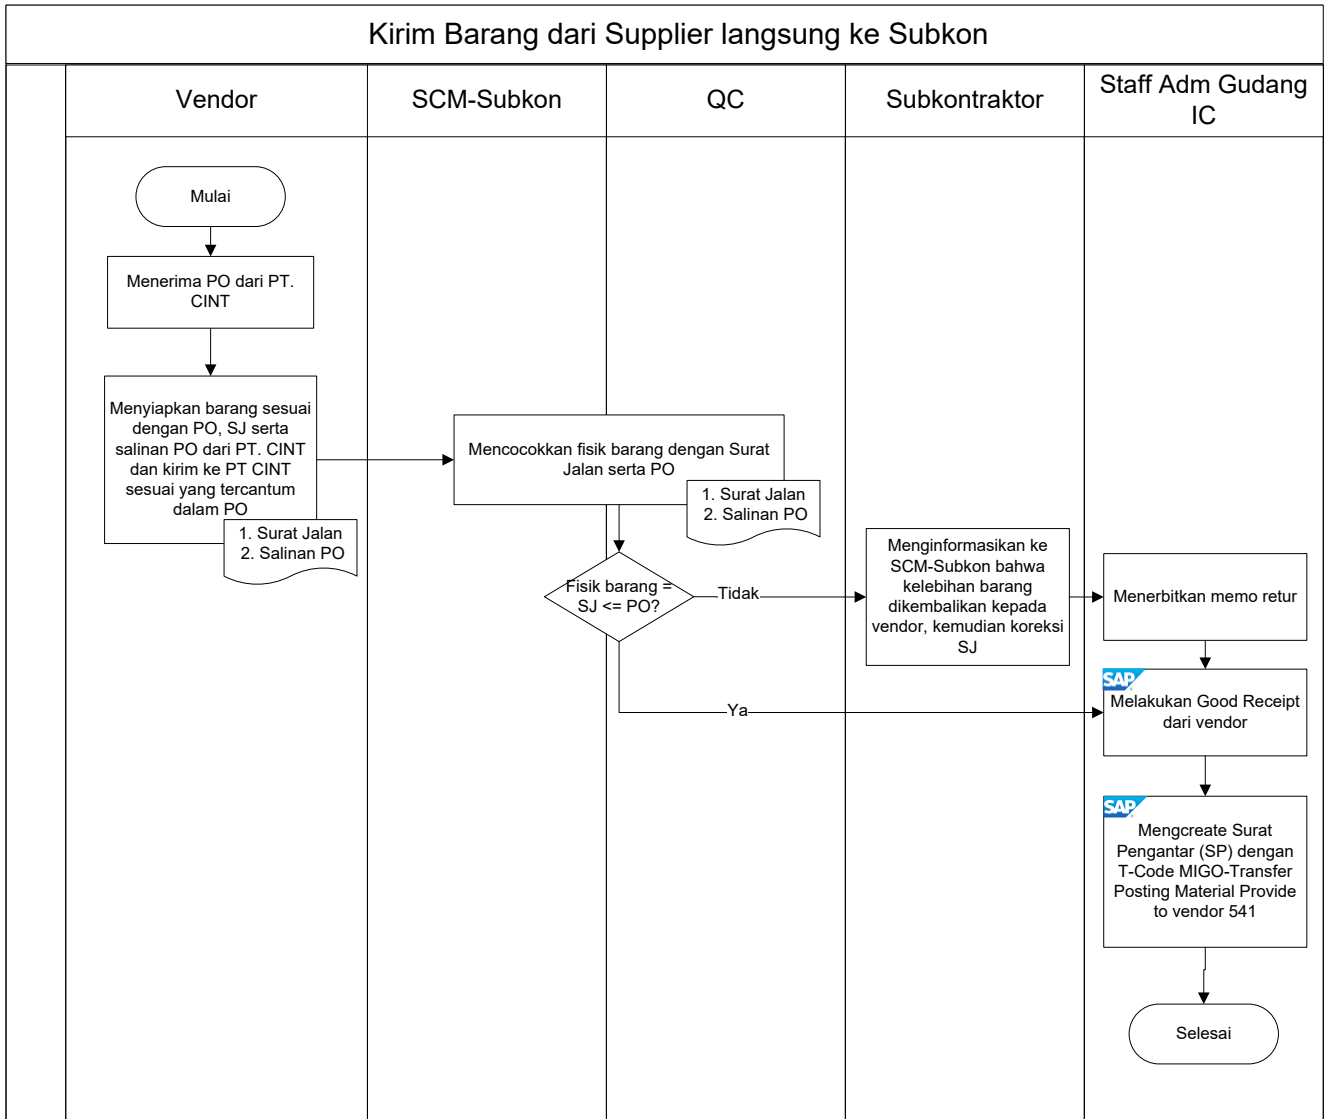 Kirim Barang dari Supplier langsung ke Subkon
Vendor
SCM-Subkon
QC
Subkontraktor
Staff Adm Gudang
IC
Mulai
Menerima PO dari PT.
CINT
Menyiapkan barang sesuai
dengan PO, SJ serta
salinan PO dari PT. CINT
dan kirim ke PT CINT
sesuai yang tercantum
dalam PO
1. Surat Jalan
2. Salinan PO
Mencocokkan fisik barang dengan Surat
Jalan serta PO
1. Surat Jalan
2. Salinan PO
Fisik barang =
SJ <= PO?
Tidak
Menginformasikan ke
SCM-Subkon bahwa
kelebihan barang
dikembalikan kepada
vendor, kemudian koreksi
SJ
Menerbitkan memo retur
Ya
SAP
Melakukan Good Receipt
dari vendor
SAP
Mengcreate Surat
Pengantar (SP) dengan
T-Code MIGO-Transfer
Posting Material Provide
to vendor 541
Selesai